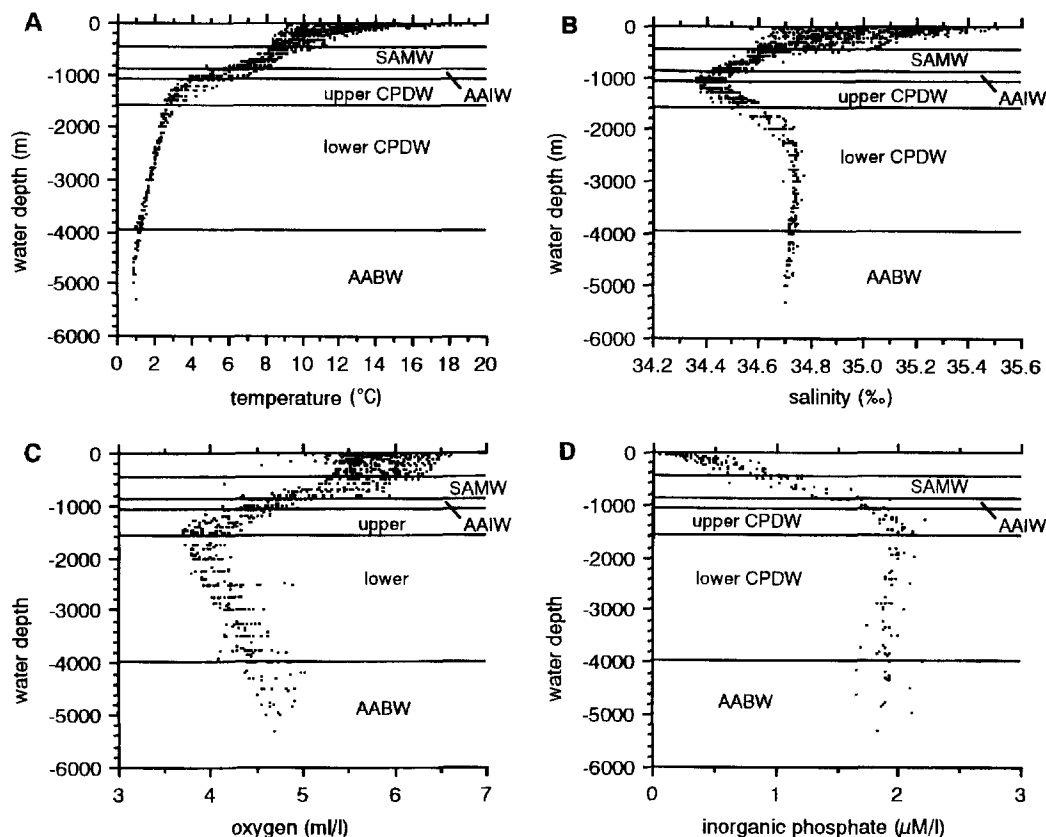 A
0
-1000
-2000
-3000
-4000
-5000
-6000
water depth (m)
SAMW
AAIW
upper CPDW
lower CPDW
AABW
0 2 4 6 8 10 12 14 16 18 20
temperature (°C)
B
0
-1000
-2000
-3000
-4000
-5000
-6000
water depth (m)
SAMW
AAIW
upper CPDW
lower CPDW
AABW
34.2 34.4 34.6 34.8 35.0 35.2 35.4 35.6
salinity (‰)
C
0
-1000
-2000
-3000
-4000
-5000
-6000
water depth
SAMW
AAIW
upper
lower
AABW
3 4 5 6 7
oxygen (ml/l)
D
0
-1000
-2000
-3000
-4000
-5000
-6000
water depth
SAMW
AAIW
upper CPDW
lower CPDW
AABW
0 1 2 3
inorganic phosphate (µM/l)